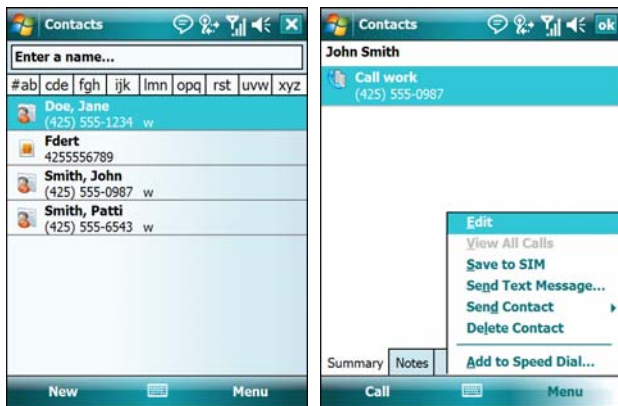 Contacts
Enter a name...
#ab cde fgh ijk lmn opq rst uvw xyz
Doe, Jane
(425) 555-1234 w
Fdert
4255556789
Smith, John
(425) 555-0987 w
Smith, Patti
(425) 555-6543 w
New Menu
Contacts ok
John Smith
Call work
(425) 555-0987
Edit
View All Calls
Save to SIM
Send Text Message...
Send Contact
Delete Contact
Add to Speed Dial...
Summary Notes
Call Menu